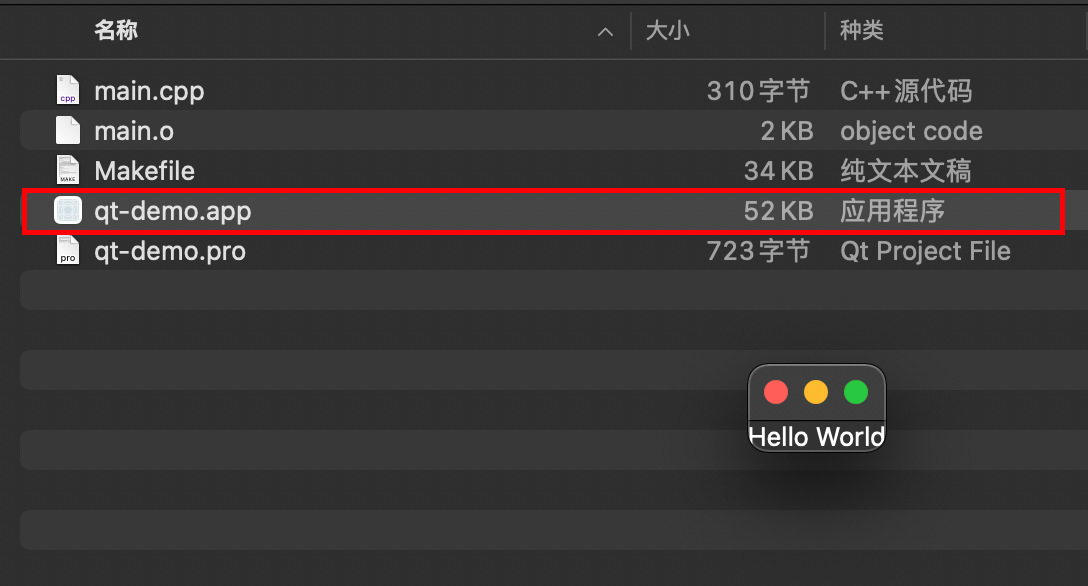 名称 大小 种类
cpp main.cpp 310字节 C++源代码
main.o 2 KB object code
MAKE Makefile 34 KB 纯文本文稿
qt-demo.app 52 KB 应用程序
pro qt-demo.pro 723字节 Qt Project File
Hello World